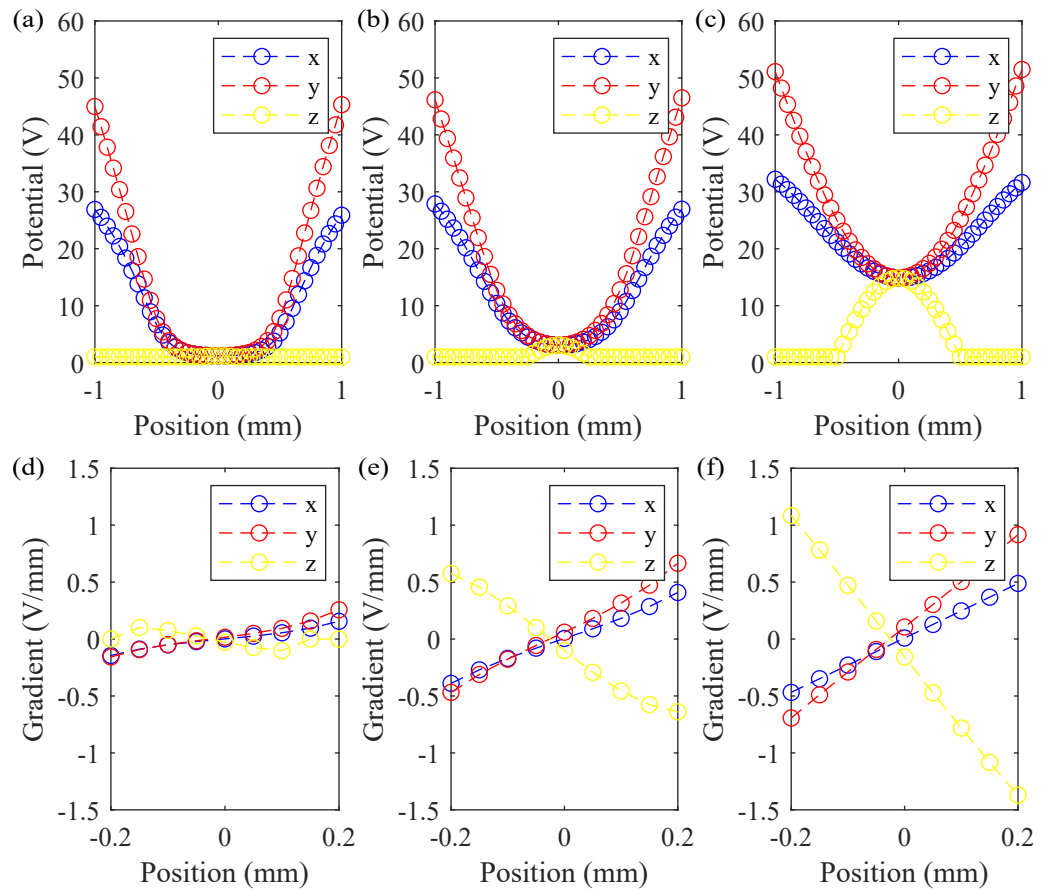 (a)
60
50
40
30
20
10
0
Potential (V)
x
y
z
-1
0
1
Position (mm)
(b)
60
50
40
30
20
10
0
Potential (V)
x
y
z
-1
0
1
Position (mm)
(c)
60
50
40
30
20
10
0
Potential (V)
x
y
z
-1
0
1
Position (mm)
(d)
1.5
1
0.5
0
-0.5
-1
-1.5
Gradient (V/mm)
x
y
z
-0.2
0
0.2
Position (mm)
(e)
1.5
1
0.5
0
-0.5
-1
-1.5
Gradient (V/mm)
x
y
z
-0.2
0
0.2
Position (mm)
(f)
1.5
1
0.5
0
-0.5
-1
-1.5
Gradient (V/mm)
x
y
z
-0.2
0
0.2
Position (mm)